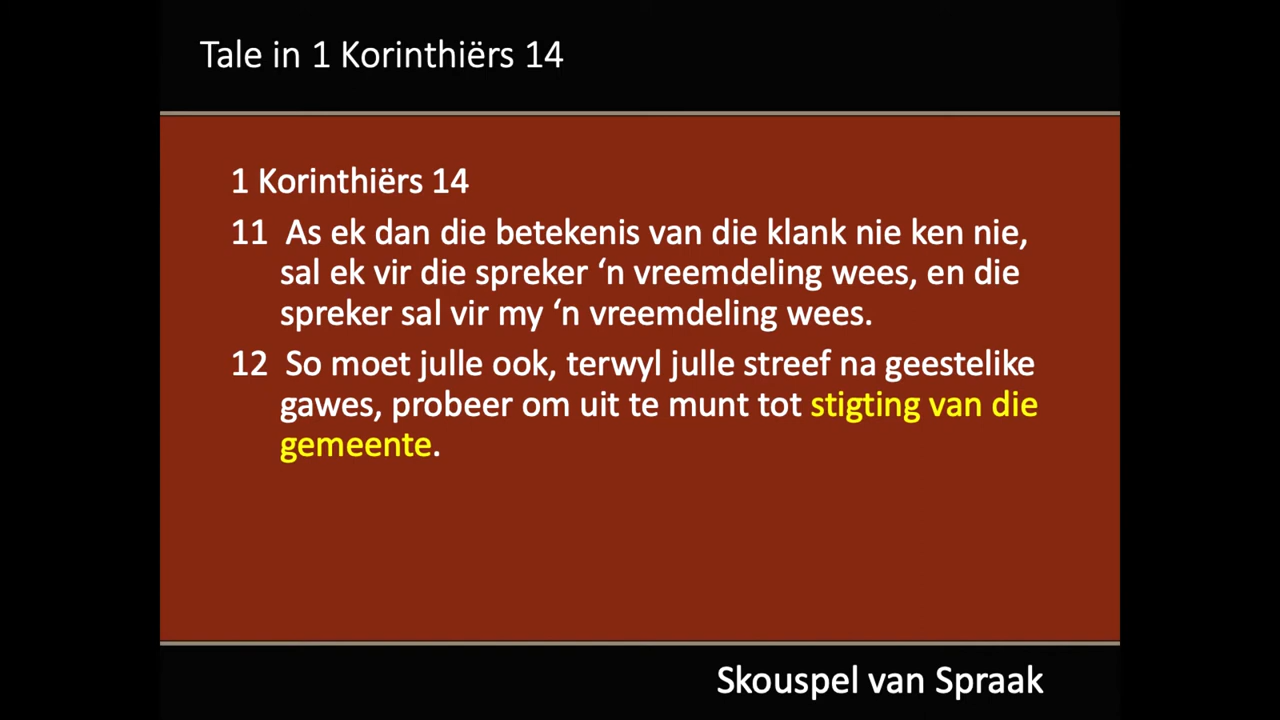 Tale in 1 Korinthiërs 14
1 Korinthiërs 14
11 As ek dan die betekenis van die klank nie ken nie,
sal ek vir die spreker ‘n vreemdeling wees, en die
spreker sal vir my ‘n vreemdeling wees.
12 So moet julle ook, terwyl julle streef na geestelike
gawes, probeer om uit te munt tot stigting van die
gemeente.
Skouspel van Spraak